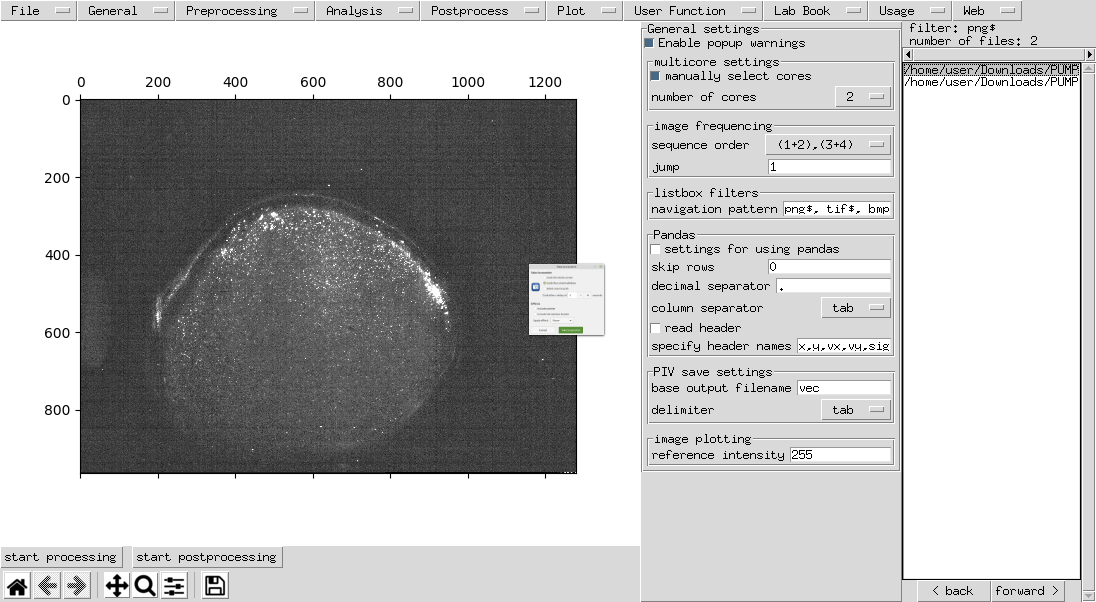 File General Preprocessing Analysis Postprocess Plot User Function Lab Book Usage Web
General settings
Enable popup warnings
multicore settings
manually select cores
number of cores 2
image frequencing
sequence order (1+2),(3+4)
jump 1
listbox filters
navigation pattern png$, tif$, bmp
Pandas
settings for using pandas
skip rows 0
decimal separator .
column separator tab
read header
specify header names x,y,vx,vy,sig
PIV save settings
base output filename vec
delimiter tab
image plotting
reference intensity 255
filter: png$
number of files: 2
/home/user/Downloads/PUMP
/home/user/Downloads/PUMP
< back forward >
0 200 400 600 800 1000 1200
0
200
400
600
800
start processing start postprocessing